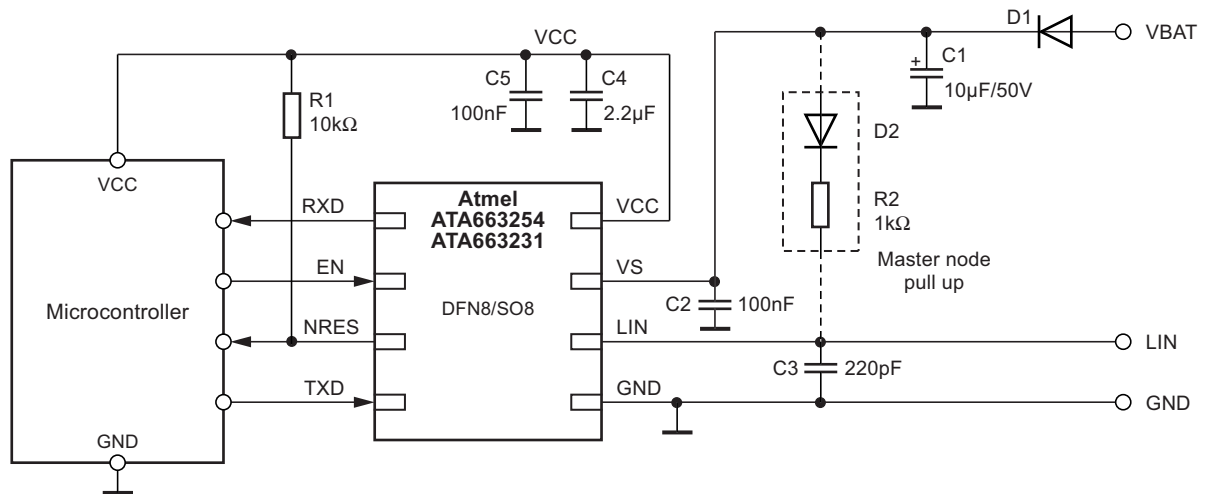 D1
VBAT
VCC
C1
+
10µF/50V
C5
100nF
C4
2.2µF
R1
10kΩ
D2
R2
1kΩ
Master node
pull up
VCC
Atmel
ATA663254
ATA663231
DFN8/SO8
RXD
EN
NRES
TXD
VCC
VS
LIN
GND
C2
100nF
Microcontroller
LIN
C3
220pF
GND
GND